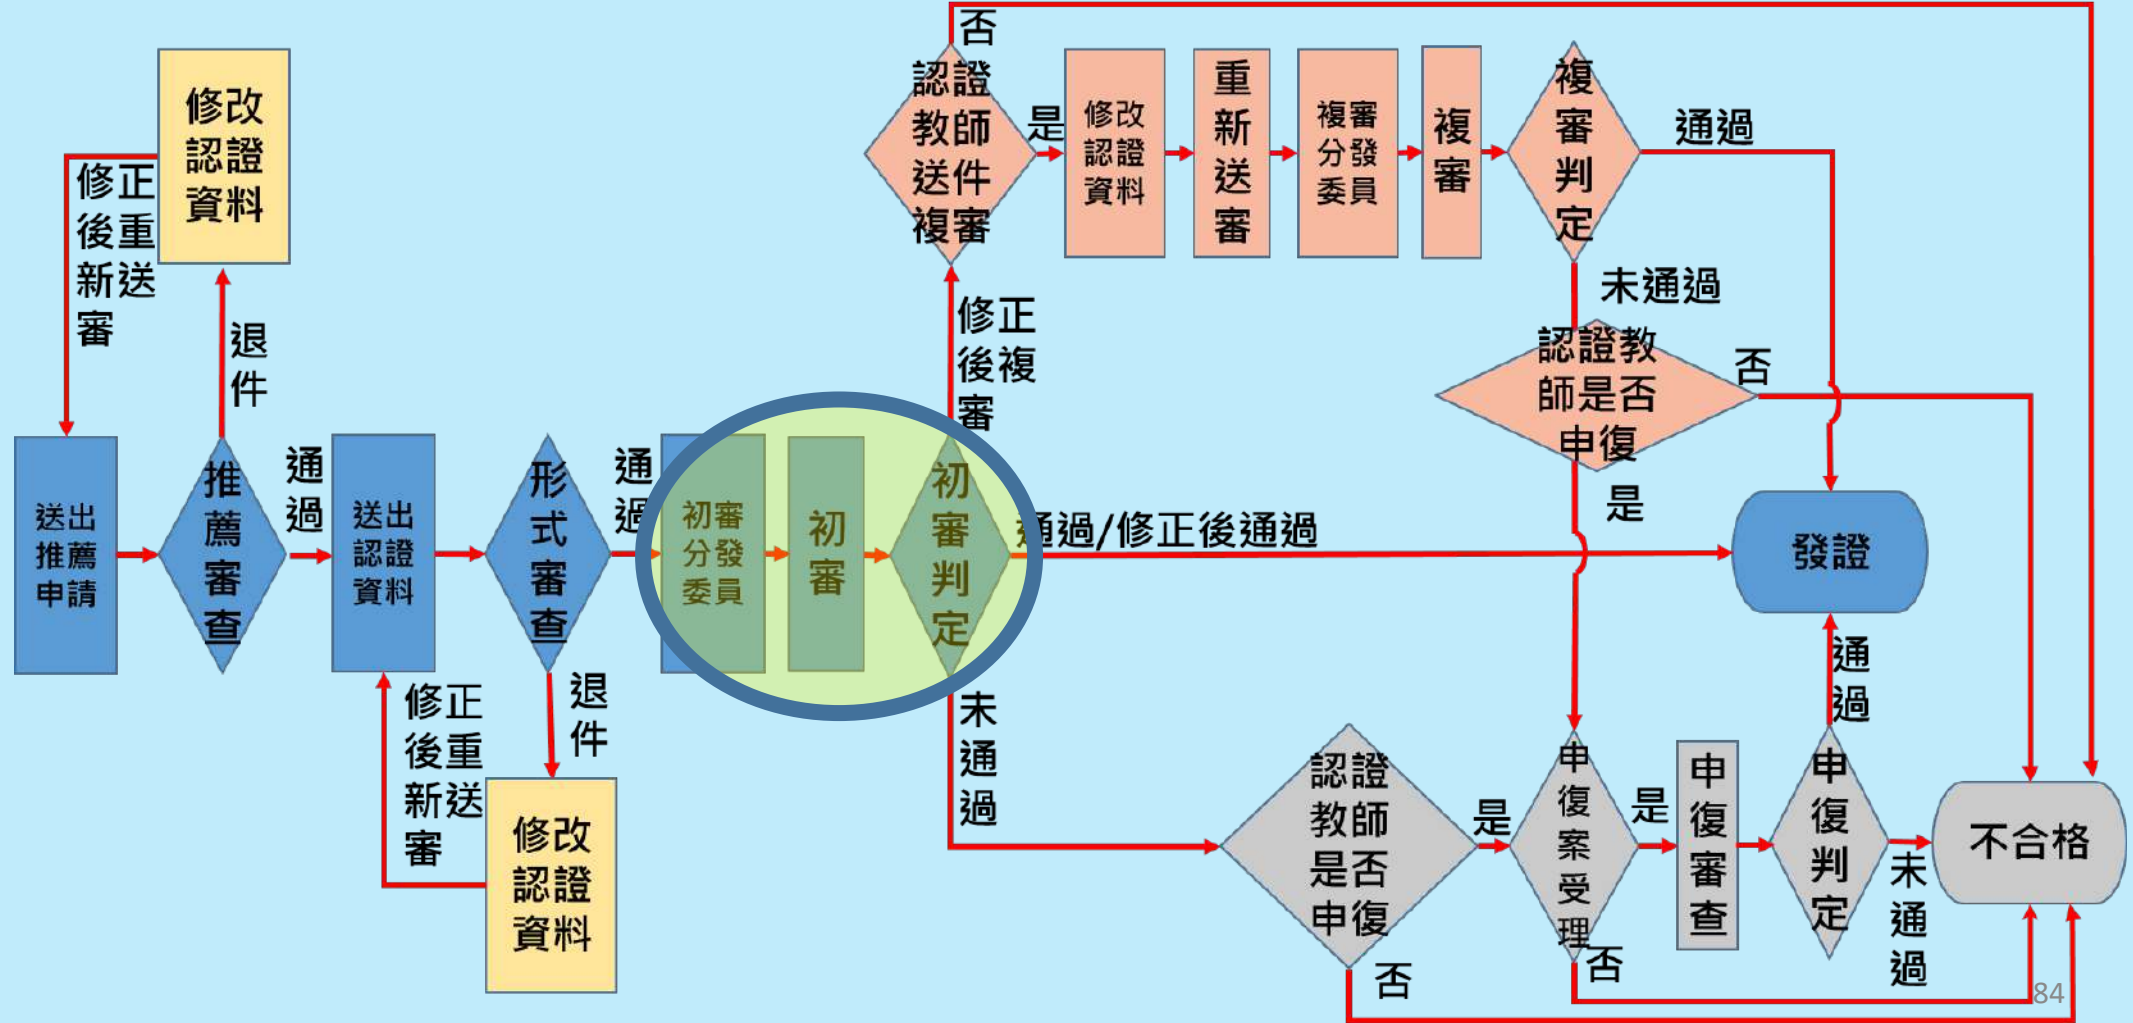 修改
認證
資料
修正
後重
新送
審
退
件
送出
推薦
申請
推
薦
審
查
通
過
送出
認證
資料
形
式
審
查
通
過
退
件
修正
後重
新送
審
修改
認證
資料
初審
分發
委員
初
審
初
審
判
定
修正
後複
審
通過/修正後通過
未
通
過
否
認證
教師
送件
複審
是
修改
認證
資料
重
新
送
審
複審
分發
委員
複
審
複
審
判
定
通過
未通過
認證教
師是否
申復
否
是
發證
認證
教師
是否
申復
是
否
申
復
案
受
理
是
否
申
復
審
查
申
復
判
定
通
過
未
通
過
不合格
84